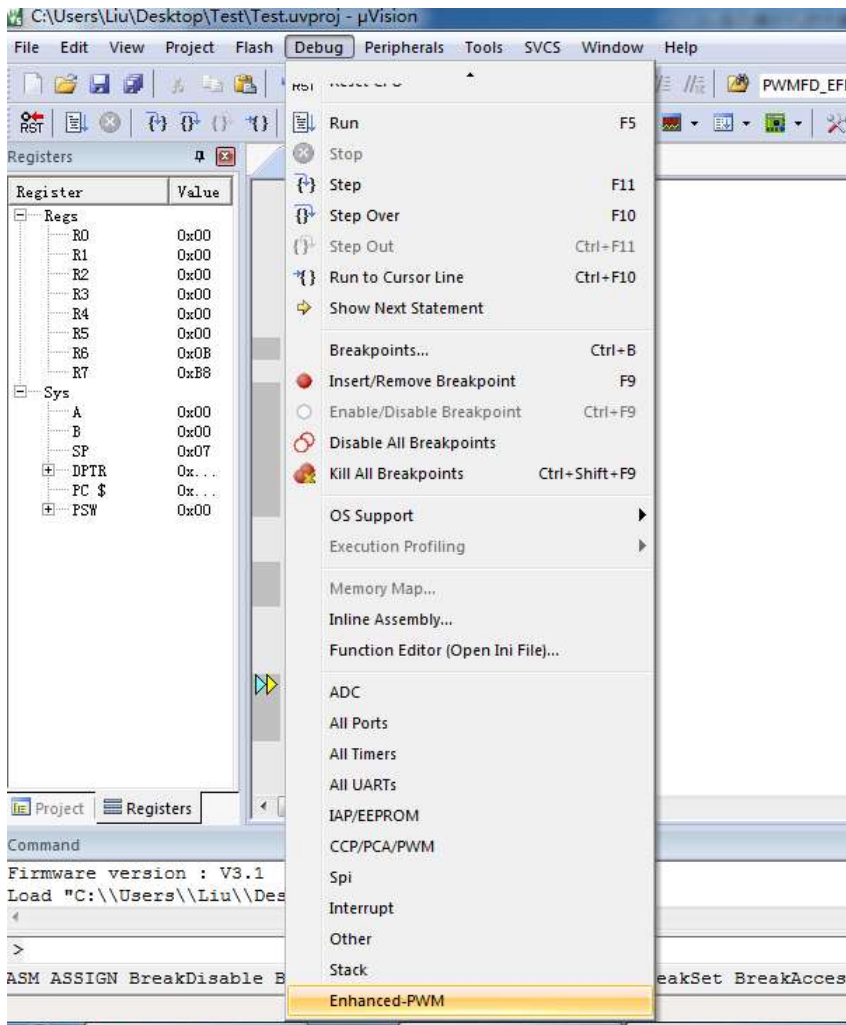 C:\Users\Liu\Desktop\Test\Test.uvproj - µVision
File Edit View Project Flash Debug Peripherals Tools SVCS Window Help
PWMFD_EF
RST
Registers
Register Value
Regs
R0 0x00
R1 0x00
R2 0x00
R3 0x00
R4 0x00
R5 0x00
R6 0x0B
R7 0xB8
Sys
A 0x00
B 0x00
SP 0x07
DPTR 0x...
PC $ 0x...
PSW 0x00
Project Registers
Run F5
Stop
Step F11
Step Over F10
Step Out Ctrl+F11
Run to Cursor Line Ctrl+F10
Show Next Statement
Breakpoints... Ctrl+B
Insert/Remove Breakpoint F9
Enable/Disable Breakpoint Ctrl+F9
Disable All Breakpoints
Kill All Breakpoints Ctrl+Shift+F9
OS Support
Execution Profiling
Memory Map...
Inline Assembly...
Function Editor (Open Ini File)...
ADC
All Ports
All Timers
All UARTs
IAP/EEPROM
CCP/PCA/PWM
Spi
Interrupt
Other
Stack
Enhanced-PWM
Command
Firmware version : V3.1
Load "C:\\Users\\Liu\\Des
>
ASM ASSIGN BreakDisable B eakSet BreakAcces